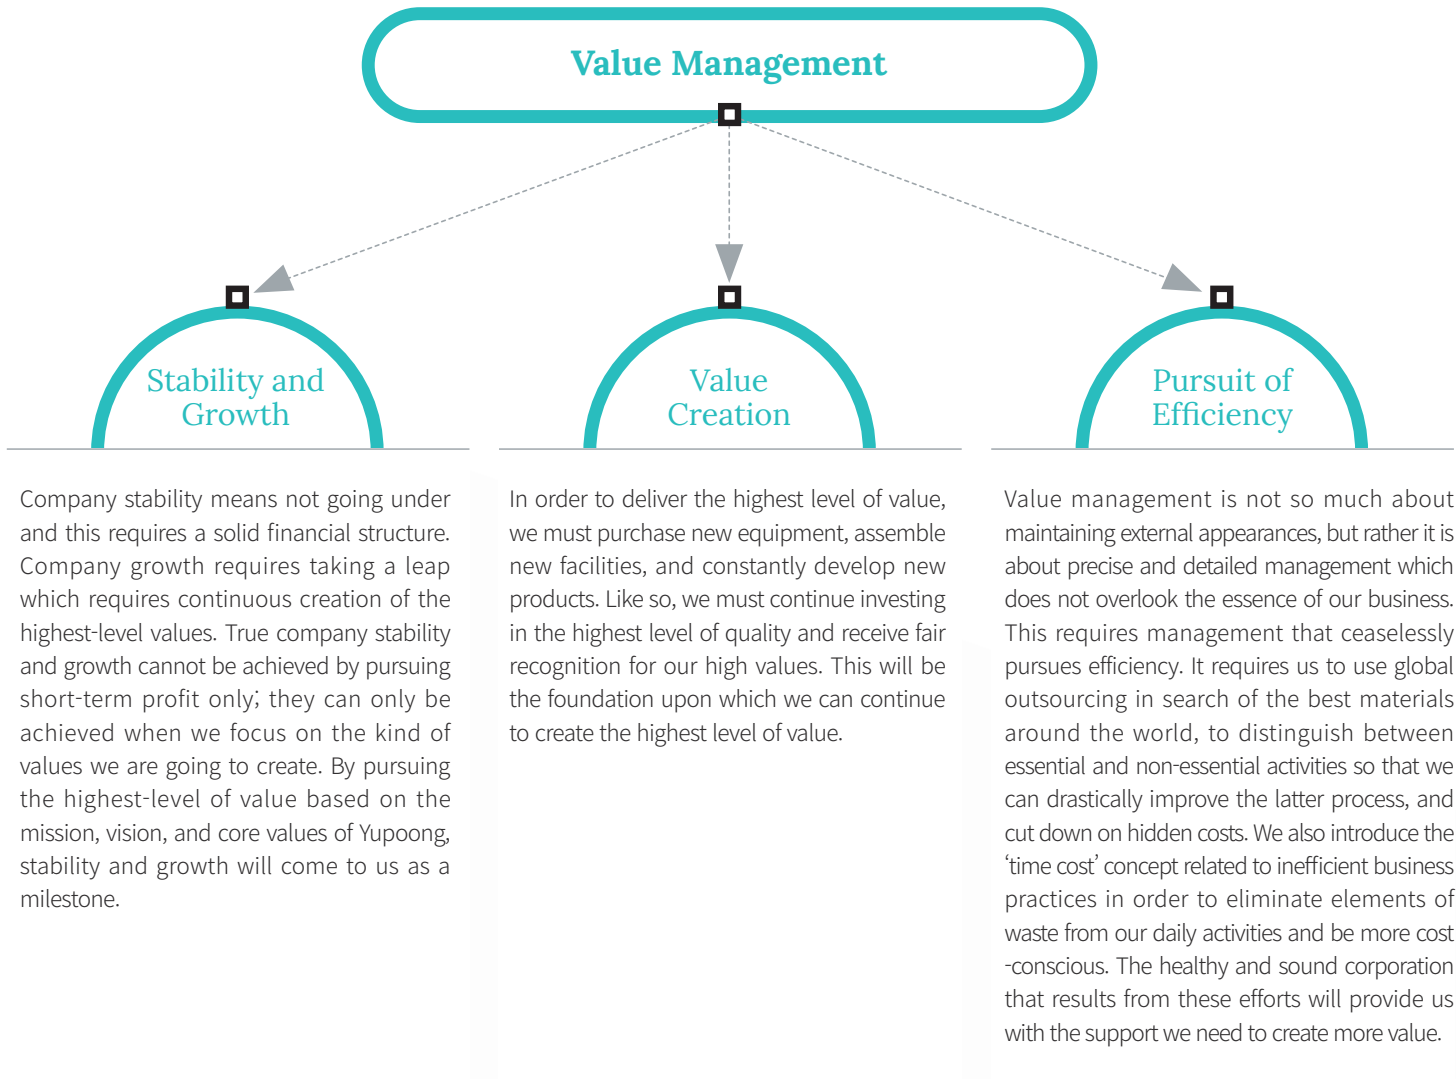 Value Management
Stability and
Growth
Company stability means not going under
and this requires a solid financial structure.
Company growth requires taking a leap
which requires continuous creation of the
highest-level values. True company stability
and growth cannot be achieved by pursuing
short-term profit only; they can only be
achieved when we focus on the kind of
values we are going to create. By pursuing
the highest-level of value based on the
mission, vision, and core values of Yupoong,
stability and growth will come to us as a
milestone.
Value
Creation
In order to deliver the highest level of value,
we must purchase new equipment, assemble
new facilities, and constantly develop new
products. Like so, we must continue investing
in the highest level of quality and receive fair
recognition for our high values. This will be
the foundation upon which we can continue
to create the highest level of value.
Pursuit of
Efficiency
Value management is not so much about
maintaining external appearances, but rather it is
about precise and detailed management which
does not overlook the essence of our business.
This requires management that ceaselessly
pursues efficiency. It requires us to use global
outsourcing in search of the best materials
around the world, to distinguish between
essential and non-essential activities so that we
can drastically improve the latter process, and
cut down on hidden costs. We also introduce the
‘time cost’ concept related to inefficient business
practices in order to eliminate elements of
waste from our daily activities and be more cost
-conscious. The healthy and sound corporation
that results from these efforts will provide us
with the support we need to create more value.